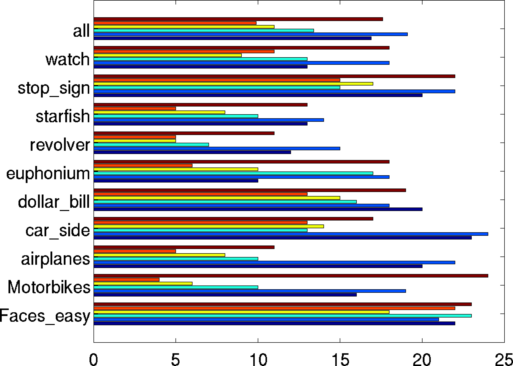 all
watch
stop_sign
starfish
revolver
euphonium
dollar_bill
car_side
airplanes
Motorbikes
Faces_easy
0 5 10 15 20 25